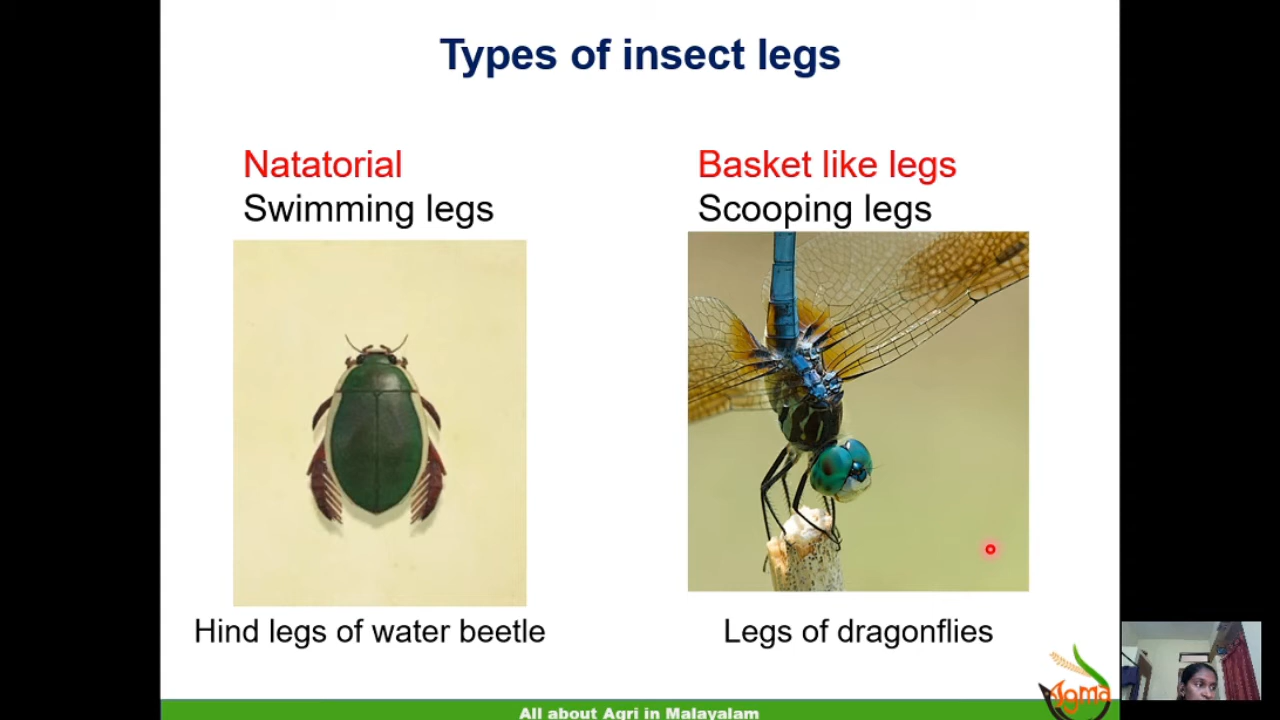 Types of insect legs
Natatorial
Swimming legs
Basket like legs
Scooping legs
Hind legs of water beetle
Legs of dragonflies
All about Agri in Malayalam